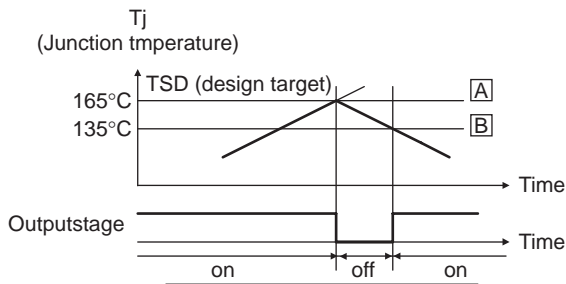 Tj
(Junction tmperature)
TSD (design target)
165°C
A
135°C
B
Time
Outputstage
Time
on
off
on